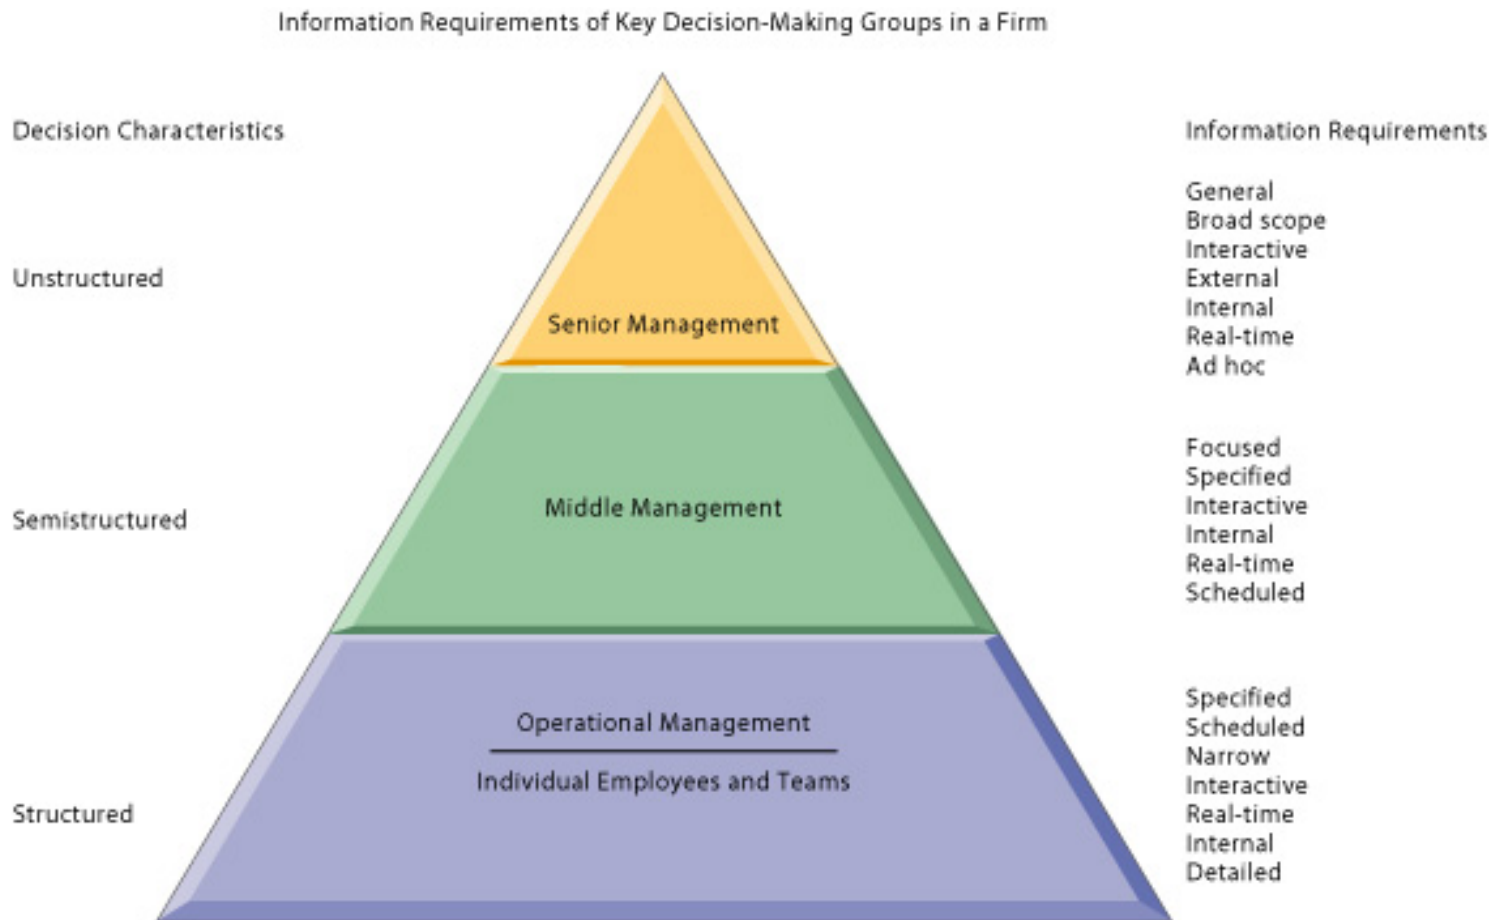 Information Requirements of Key Decision-Making Groups in a Firm
Decision Characteristics
Information Requirements
Unstructured
Senior Management
General
Broad scope
Interactive
External
Internal
Real-time
Ad hoc
Semistructured
Middle Management
Focused
Specified
Interactive
Internal
Real-time
Scheduled
Structured
Operational Management
Individual Employees and Teams
Specified
Scheduled
Narrow
Interactive
Real-time
Internal
Detailed